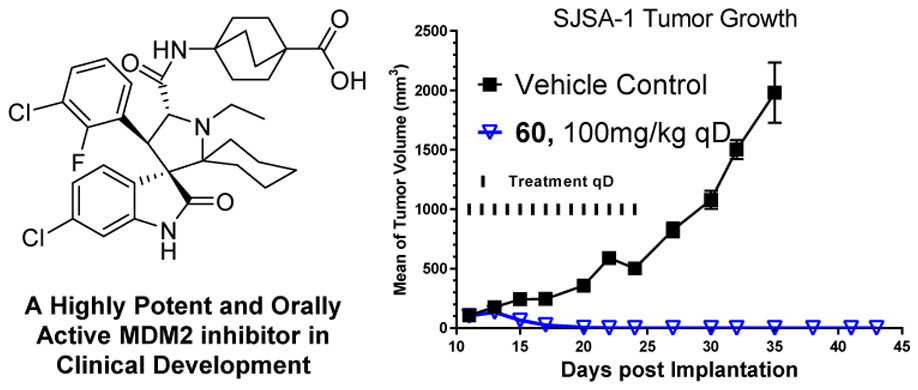 O
HN
O
OH
Cl
F
N
O
N
H
Cl
A Highly Potent and Orally
Active MDM2 inhibitor in
Clinical Development
SJSA-1 Tumor Growth
Mean of Tumor Volume (mm³)
2500
2000
1500
1000
500
0
Vehicle Control
60, 100mg/kg qD
Treatment qD
10 15 20 25 30 35 40 45
Days post Implantation